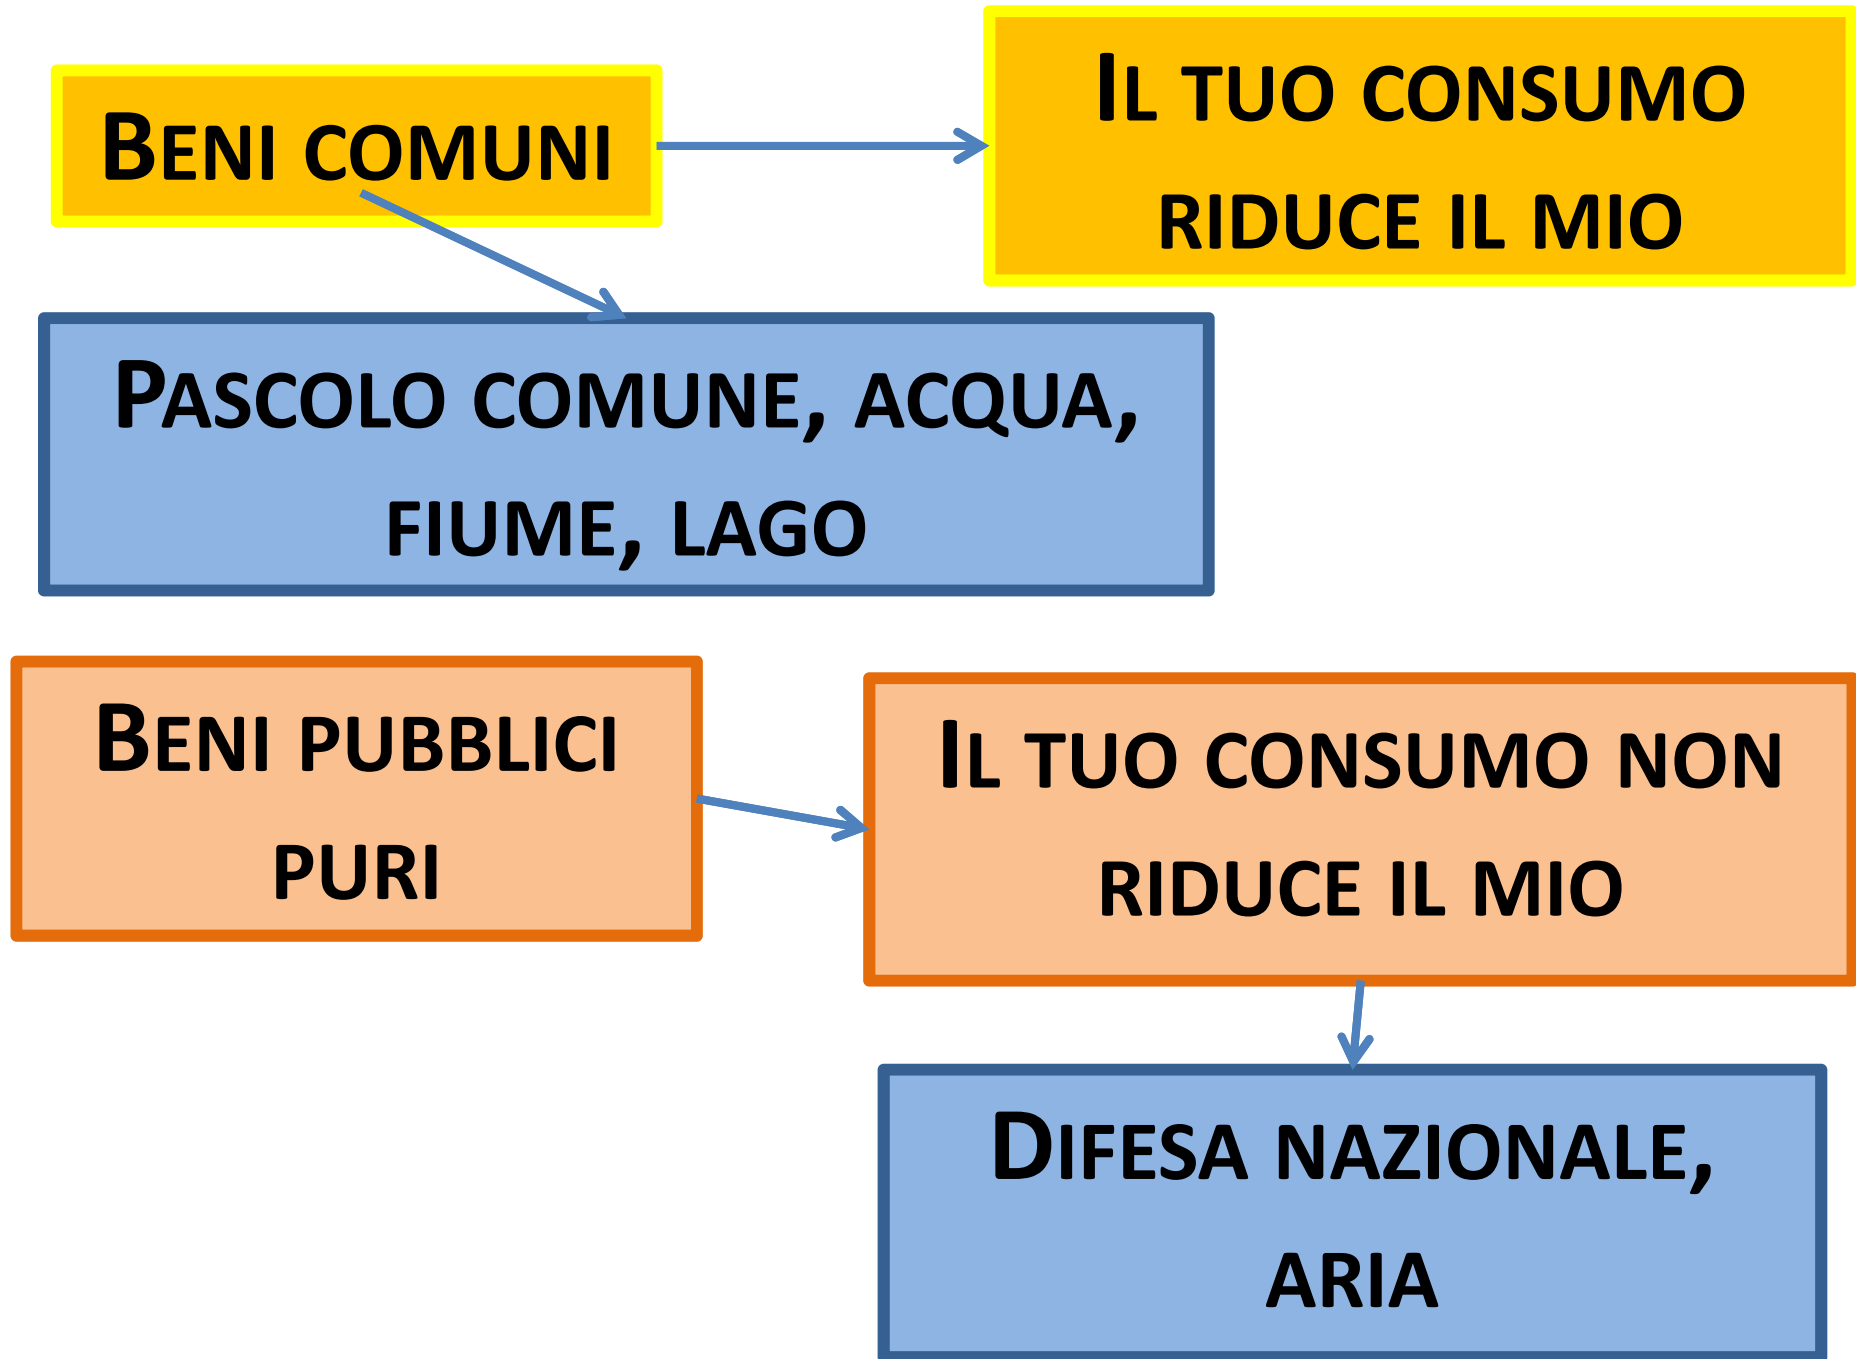 Beni comuni
Il tuo consumo
riduce il mio
Pascolo comune, acqua,
fiume, lago
Beni pubblici
puri
Il tuo consumo non
riduce il mio
Difesa nazionale,
aria